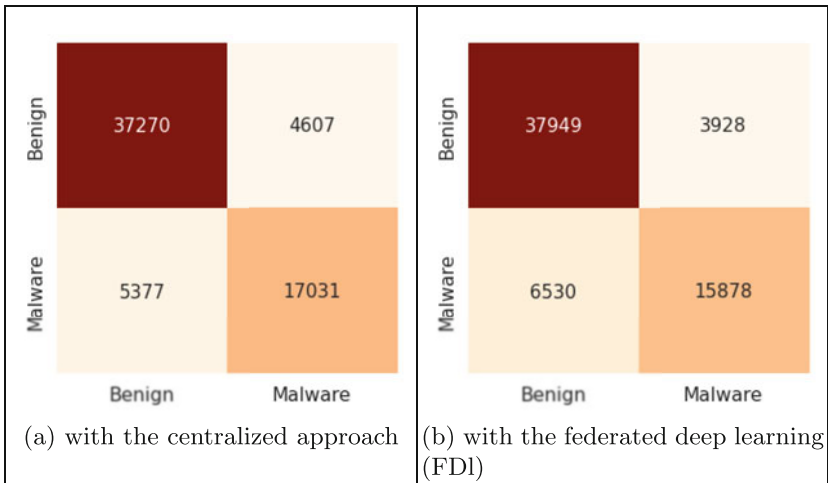 Benign
37270
4607
Malware
5377
17031
Benign
Malware
(a) with the centralized approach
Benign
37949
3928
Malware
6530
15878
Benign
Malware
(b) with the federated deep learning
(FDl)